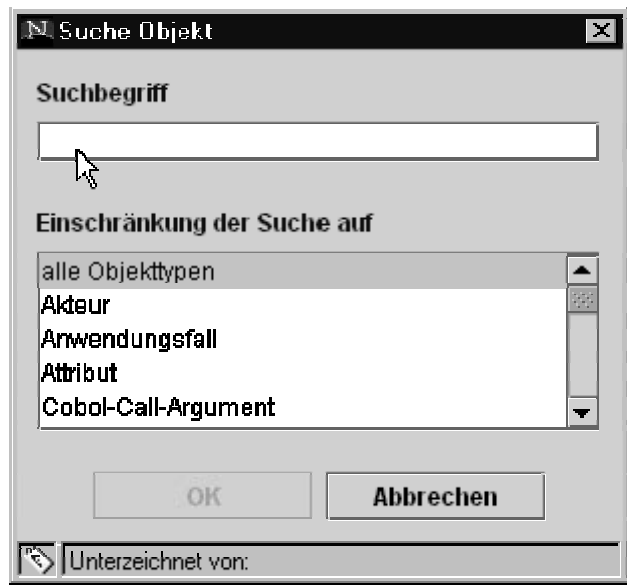 Suche Objekt
Suchbegriff
Einschränkung der Suche auf
alle Objekttypen
Akteur
Anwendungsfall
Attribut
Cobol-Call-Argument
OK
Abbrechen
Unterzeichnet von: